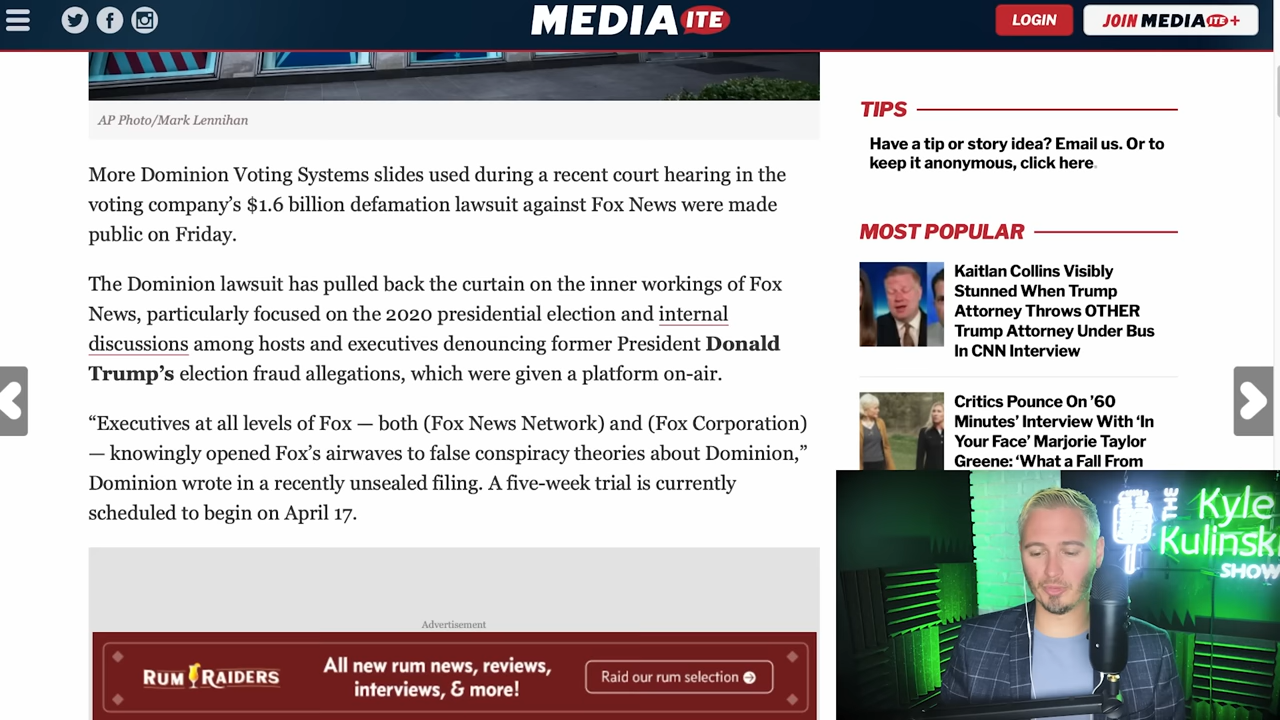 MEDIA ITE
LOGIN
JOIN MEDIA ITE +
AP Photo/Mark Lennihan
More Dominion Voting Systems slides used during a recent court hearing in the
voting company’s $1.6 billion defamation lawsuit against Fox News were made
public on Friday.
The Dominion lawsuit has pulled back the curtain on the inner workings of Fox
News, particularly focused on the 2020 presidential election and internal
discussions among hosts and executives denouncing former President Donald
Trump’s election fraud allegations, which were given a platform on-air.
“Executives at all levels of Fox — both (Fox News Network) and (Fox Corporation)
— knowingly opened Fox’s airwaves to false conspiracy theories about Dominion,”
Dominion wrote in a recently unsealed filing. A five-week trial is currently
scheduled to begin on April 17.
Advertisement
RUM RAIDERS
All new rum news, reviews,
interviews, & more!
Raid our rum selection
TIPS
Have a tip or story idea? Email us. Or to
keep it anonymous, click here.
MOST POPULAR
Kaitlan Collins Visibly
Stunned When Trump
Attorney Throws OTHER
Trump Attorney Under Bus
In CNN Interview
Critics Pounce On ’60
Minutes’ Interview With ‘In
Your Face’ Marjorie Taylor
Greene: ‘What a Fall From
THE
Kyle
Kulinski
SHOW